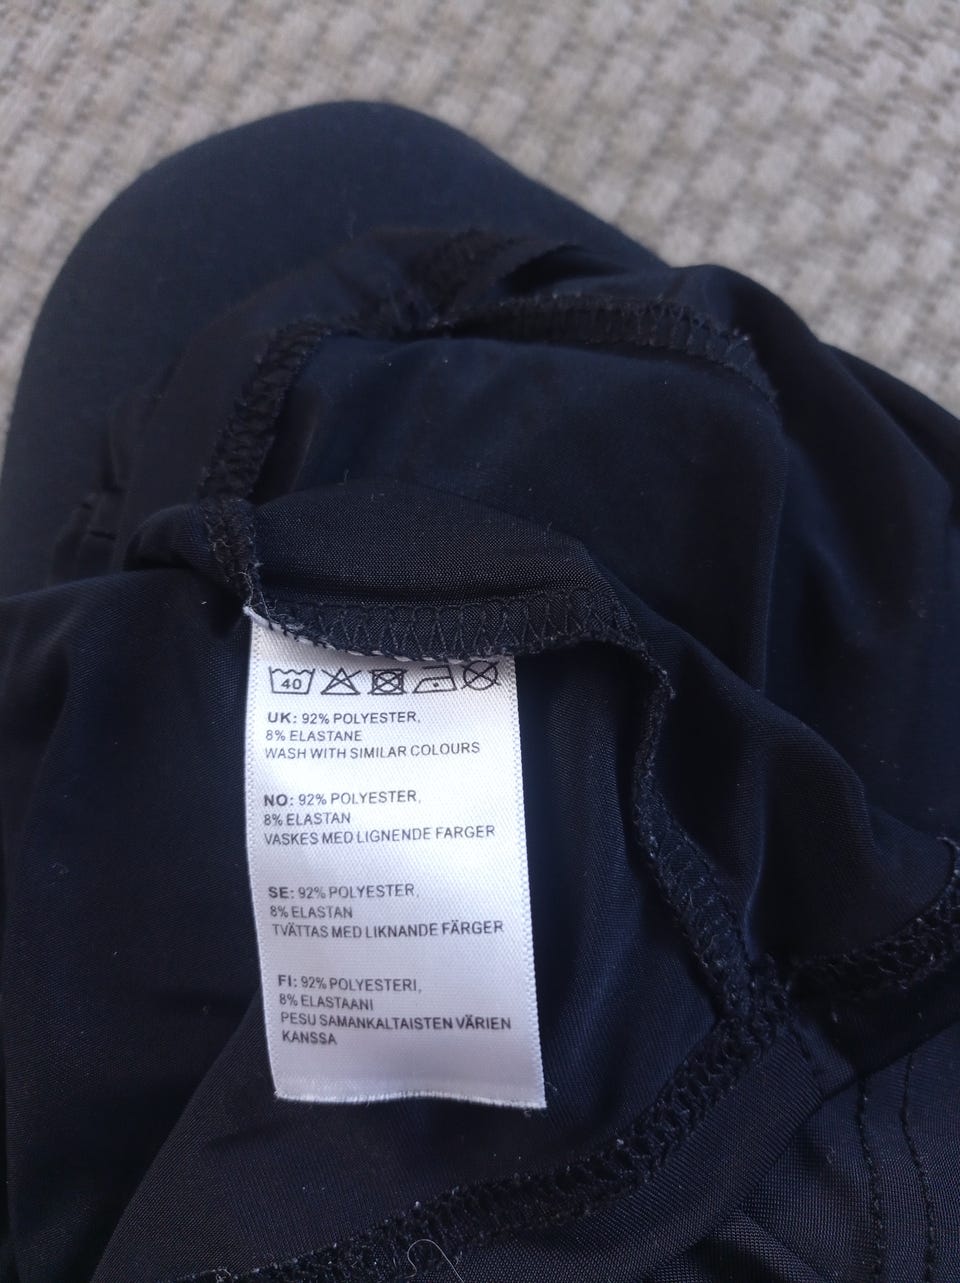 40
UK: 92% POLYESTER,
8% ELASTANE
WASH WITH SIMILAR COLOURS
NO: 92% POLYESTER,
8% ELASTAN
VASKES MED LIGNENDE FARGER
SE: 92% POLYESTER,
8% ELASTAN
TVÄTTAS MED LIKNANDE FÄRGER
FI: 92% POLYESTERI,
8% ELASTAANI
PESU SAMANKALTAISTEN VÄRIEN
KANSSA